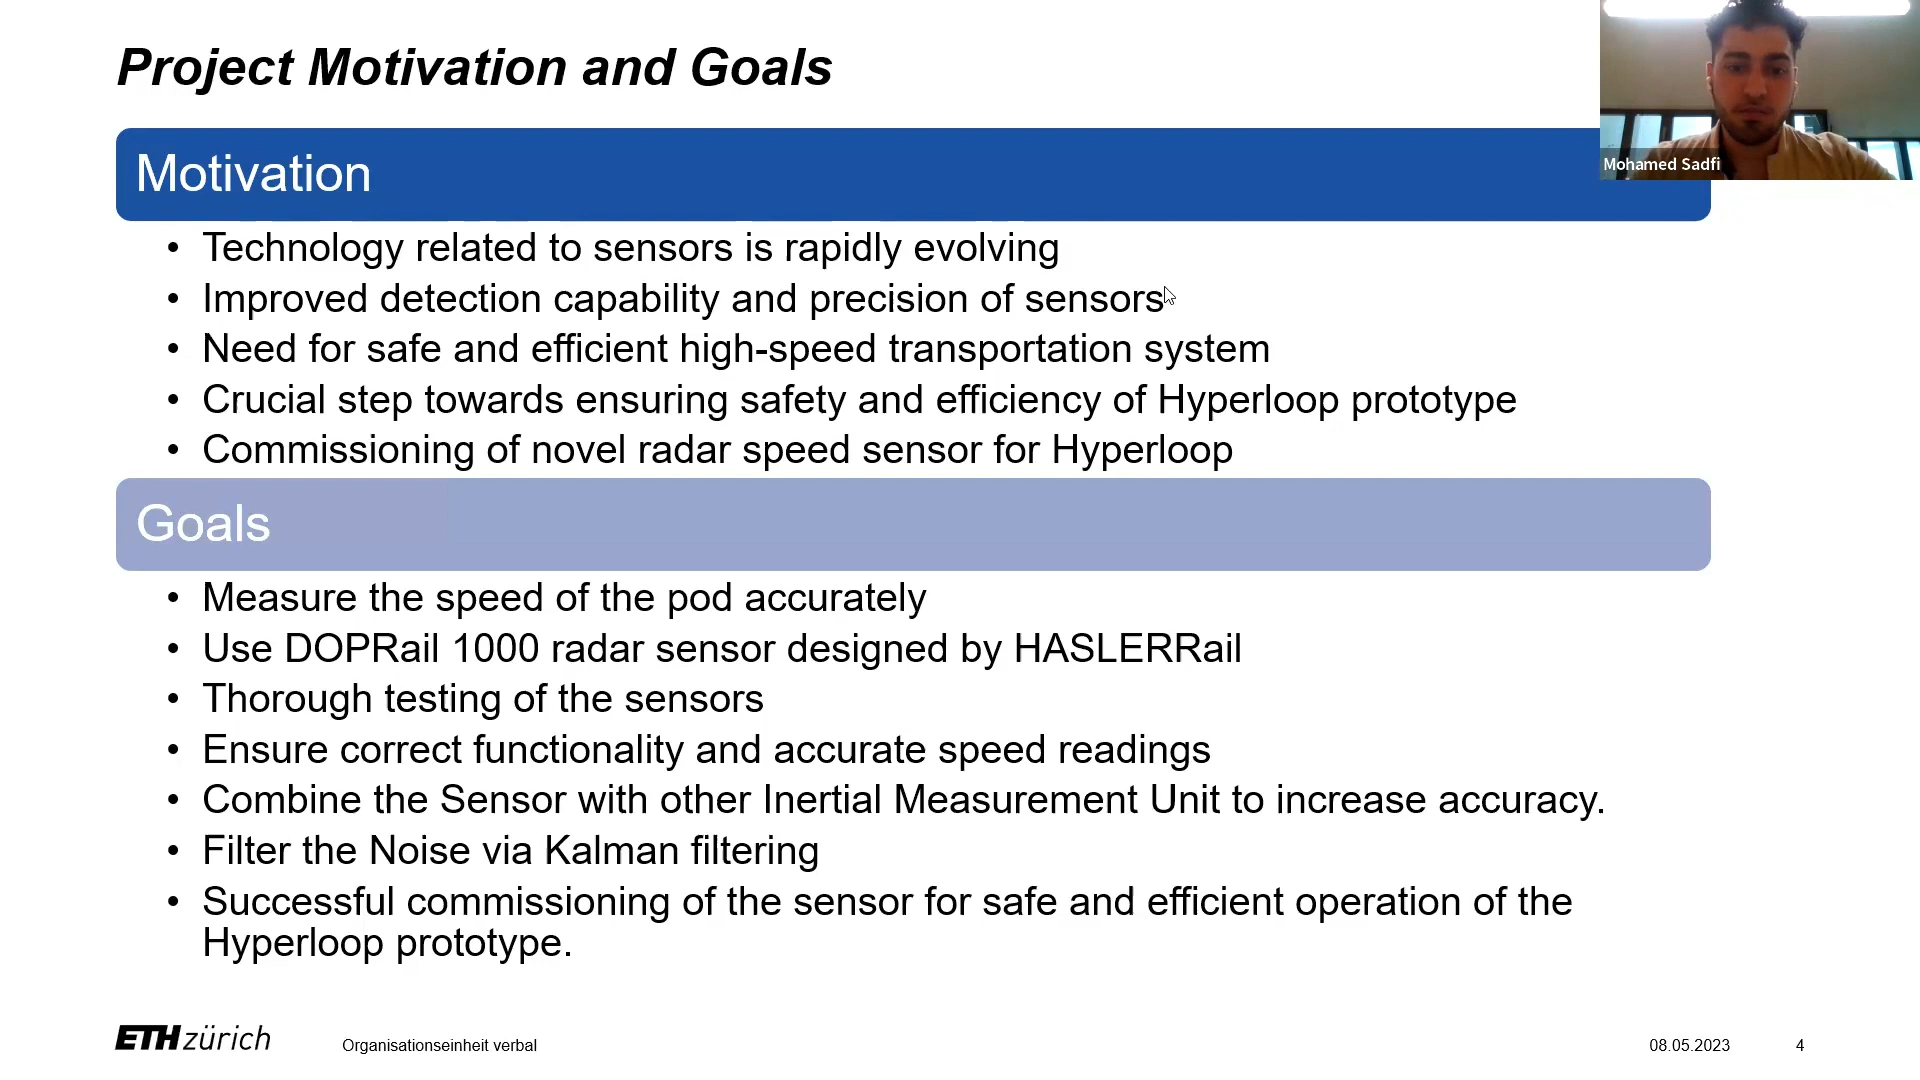 Project Motivation and Goals
Mohamed Sadfi
Motivation
• Technology related to sensors is rapidly evolving
• Improved detection capability and precision of sensors
• Need for safe and efficient high-speed transportation system
• Crucial step towards ensuring safety and efficiency of Hyperloop prototype
• Commissioning of novel radar speed sensor for Hyperloop
Goals
• Measure the speed of the pod accurately
• Use DOPRail 1000 radar sensor designed by HASLERRail
• Thorough testing of the sensors
• Ensure correct functionality and accurate speed readings
• Combine the Sensor with other Inertial Measurement Unit to increase accuracy.
• Filter the Noise via Kalman filtering
• Successful commissioning of the sensor for safe and efficient operation of the
Hyperloop prototype.
ETH zürich
Organisationseinheit verbal
08.05.2023
4